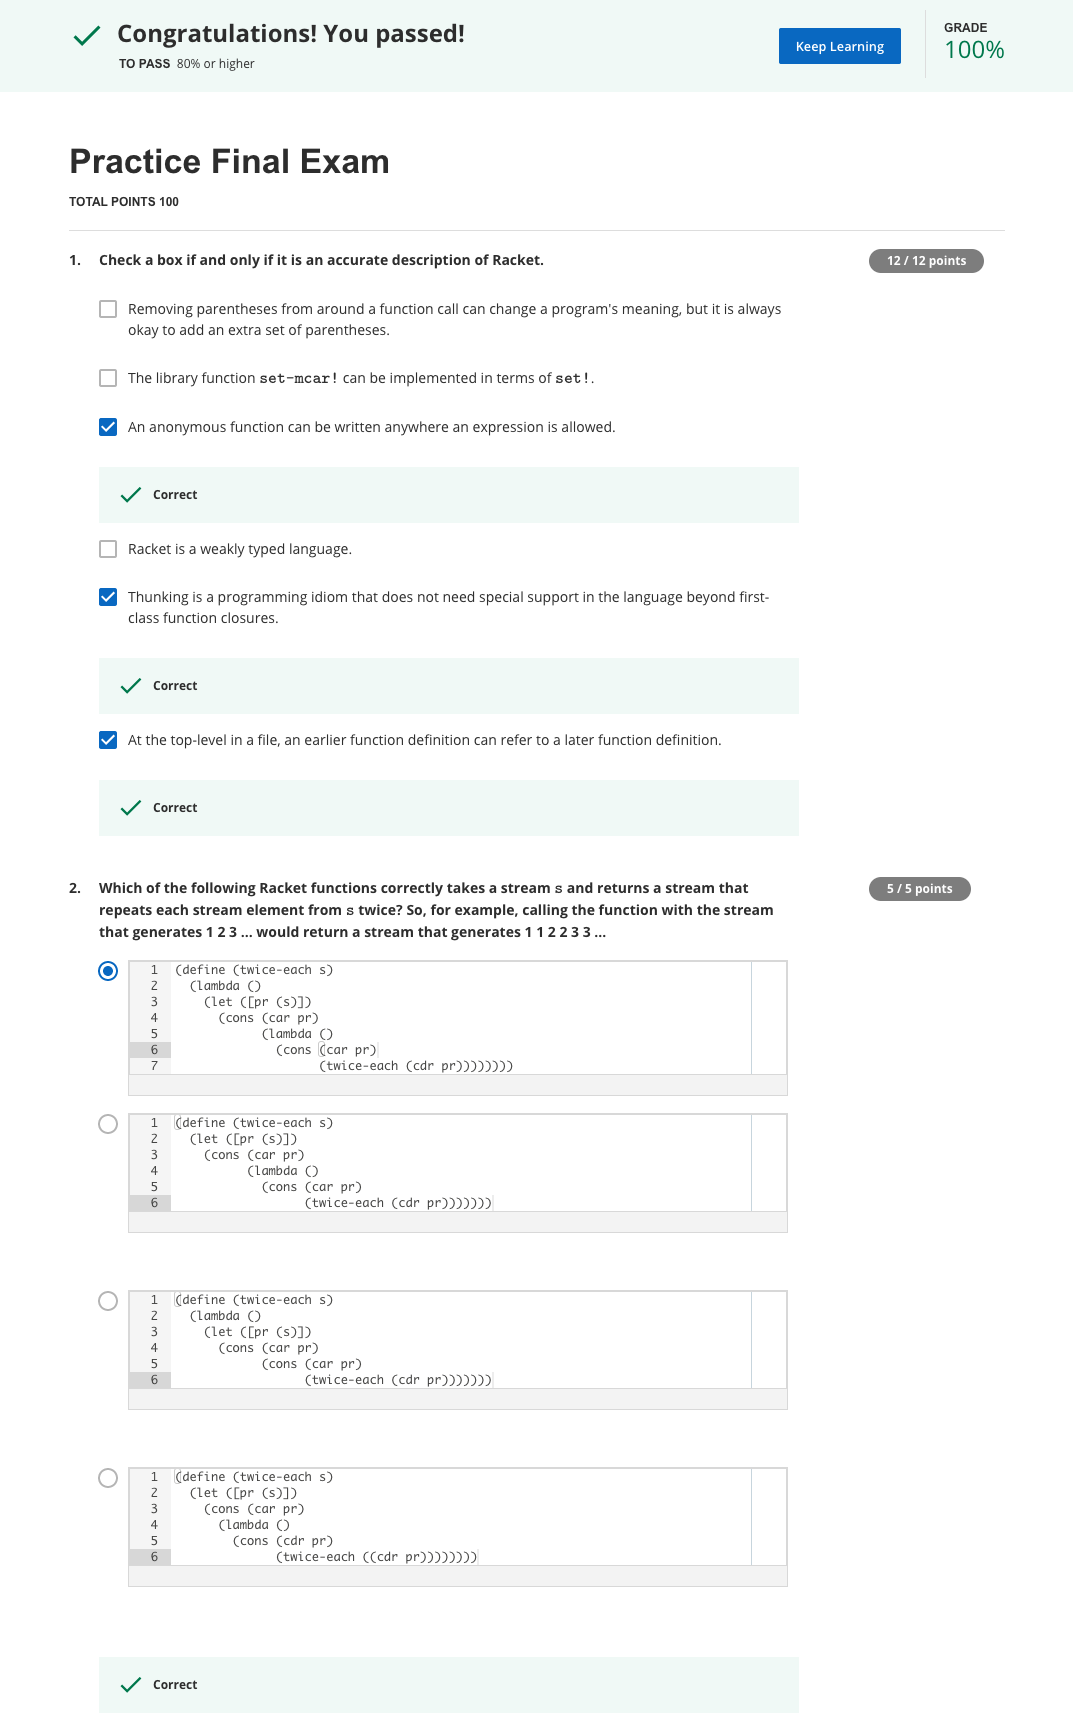 Congratulations! You passed!
TO PASS 80% or higher
Keep Learning
GRADE
100%
Practice Final Exam
TOTAL POINTS 100
1. Check a box if and only if it is an accurate description of Racket.
12 / 12 points
Removing parentheses from around a function call can change a program's meaning, but it is always
okay to add an extra set of parentheses.
The library function set-mcar! can be implemented in terms of set!.
An anonymous function can be written anywhere an expression is allowed.
Correct
Racket is a weakly typed language.
Thunking is a programming idiom that does not need special support in the language beyond first-
class function closures.
Correct
At the top-level in a file, an earlier function definition can refer to a later function definition.
Correct
2. Which of the following Racket functions correctly takes a stream s and returns a stream that
repeats each stream element from s twice? So, for example, calling the function with the stream
that generates 1 2 3 ... would return a stream that generates 1 1 2 2 3 3 ...
5 / 5 points
1 (define (twice-each s)
2 (lambda ()
3 (let ([pr (s)])
4 (cons (car pr)
5 (lambda ()
6 (cons (car pr)
7 (twice-each (cdr pr))))))))
1 (define (twice-each s)
2 (let ([pr (s)])
3 (cons (car pr)
4 (lambda ()
5 (cons (car pr)
6 (twice-each (cdr pr)))))))
1 (define (twice-each s)
2 (lambda ()
3 (let ([pr (s)])
4 (cons (car pr)
5 (cons (car pr)
6 (twice-each (cdr pr)))))))
1 (define (twice-each s)
2 (let ([pr (s)])
3 (cons (car pr)
4 (lambda ()
5 (cons (cdr pr)
6 (twice-each ((cdr pr))))))))
Correct